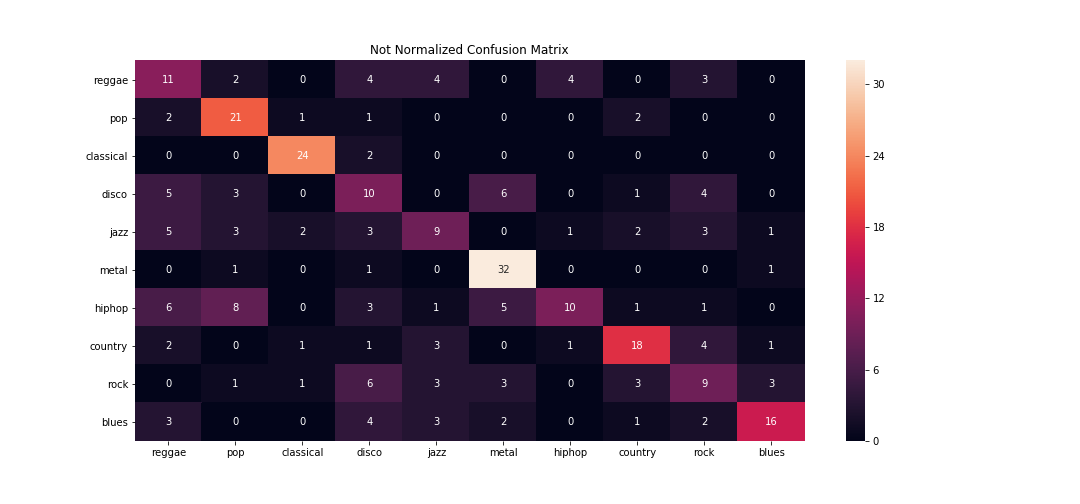 Not Normalized Confusion Matrix
reggae 11 2 0 4 4 0 4 0 3 0
pop 2 21 1 1 0 0 0 2 0 0
classical 0 0 24 2 0 0 0 0 0 0
disco 5 3 0 10 0 6 0 1 4 0
jazz 5 3 2 3 9 0 1 2 3 1
metal 0 1 0 1 0 32 0 0 0 1
hiphop 6 8 0 3 1 5 10 1 1 0
country 2 0 1 1 3 0 1 18 4 1
rock 0 1 1 6 3 3 0 3 9 3
blues 3 0 0 4 3 2 0 1 2 16
reggae pop classical disco jazz metal hiphop country rock blues
30
24
18
12
6
0